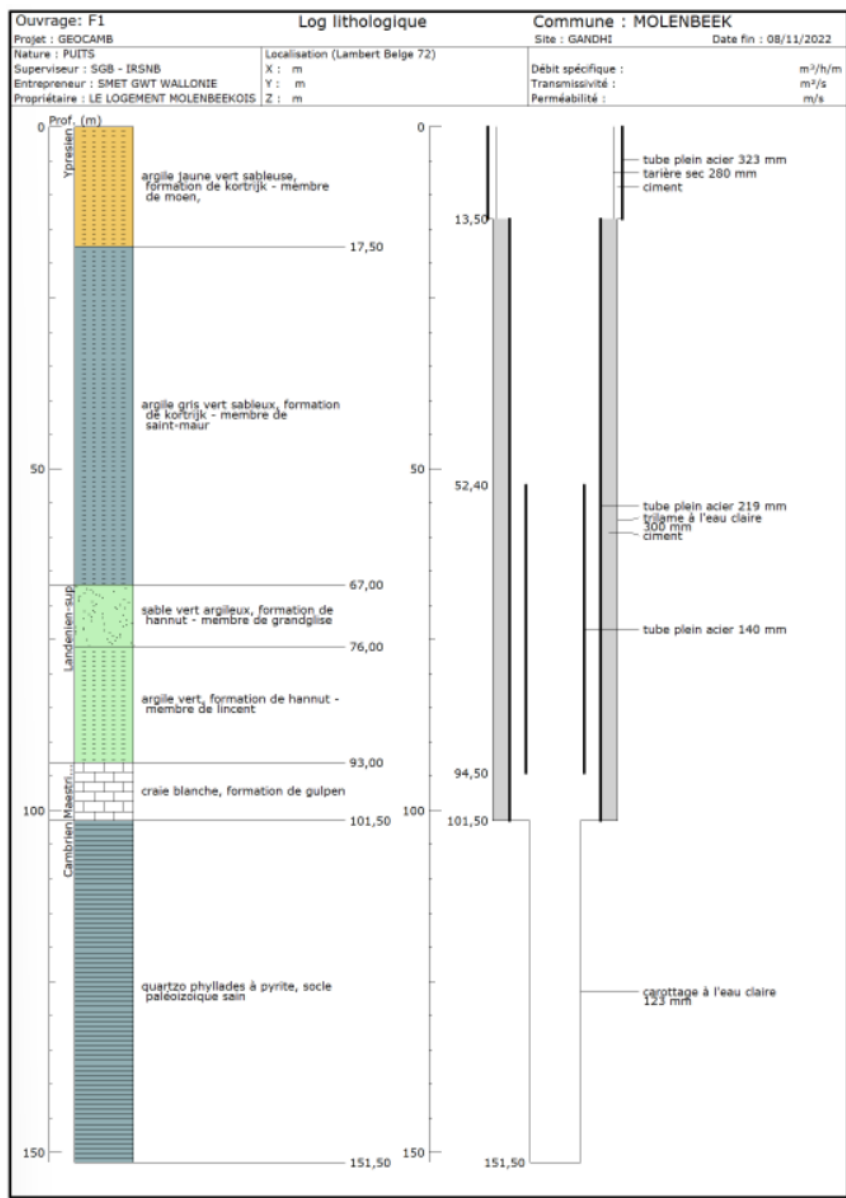 Ouvrage: F1
Log lithologique
Commune : MOLENBEEK
Projet : GEOCAMB
Site : GANDHI
Date fin : 08/11/2022
Nature : PUITS
Superviseur : SGB - IRSNB
Entrepreneur : SMET GWT WALLONIE
Propriétaire : LE LOGEMENT MOLENBEEKOIS
Localisation (Lambert Belge 72)
X : m
Y : m
Z : m
Débit spécifique : m³/h/m
Transmissivité : m²/s
Perméabilité : m/s
Prof. (m)
0
50
100
150
Ypresien
Landenien-sup
Maestri...
Cambrien
argile jaune vert sableuse,
formation de kortrijk - membre
de moen,
17,50
argile gris vert sableux, formation
de kortrijk - membre de
saint-maur
67,00
sable vert argileux, formation de
hannut - membre de grandglise
76,00
argile vert, formation de hannut -
membre de lincent
93,00
craie blanche, formation de gulpen
101,50
quartzo phyllades à pyrite, socle
paléoizoique sain
151,50
0
13,50
50
52,40
94,50
100
101,50
150
151,50
tube plein acier 323 mm
tarière sec 280 mm
ciment
tube plein acier 219 mm
trilame à l'eau claire
300 mm
ciment
tube plein acier 140 mm
carottage à l'eau claire
123 mm